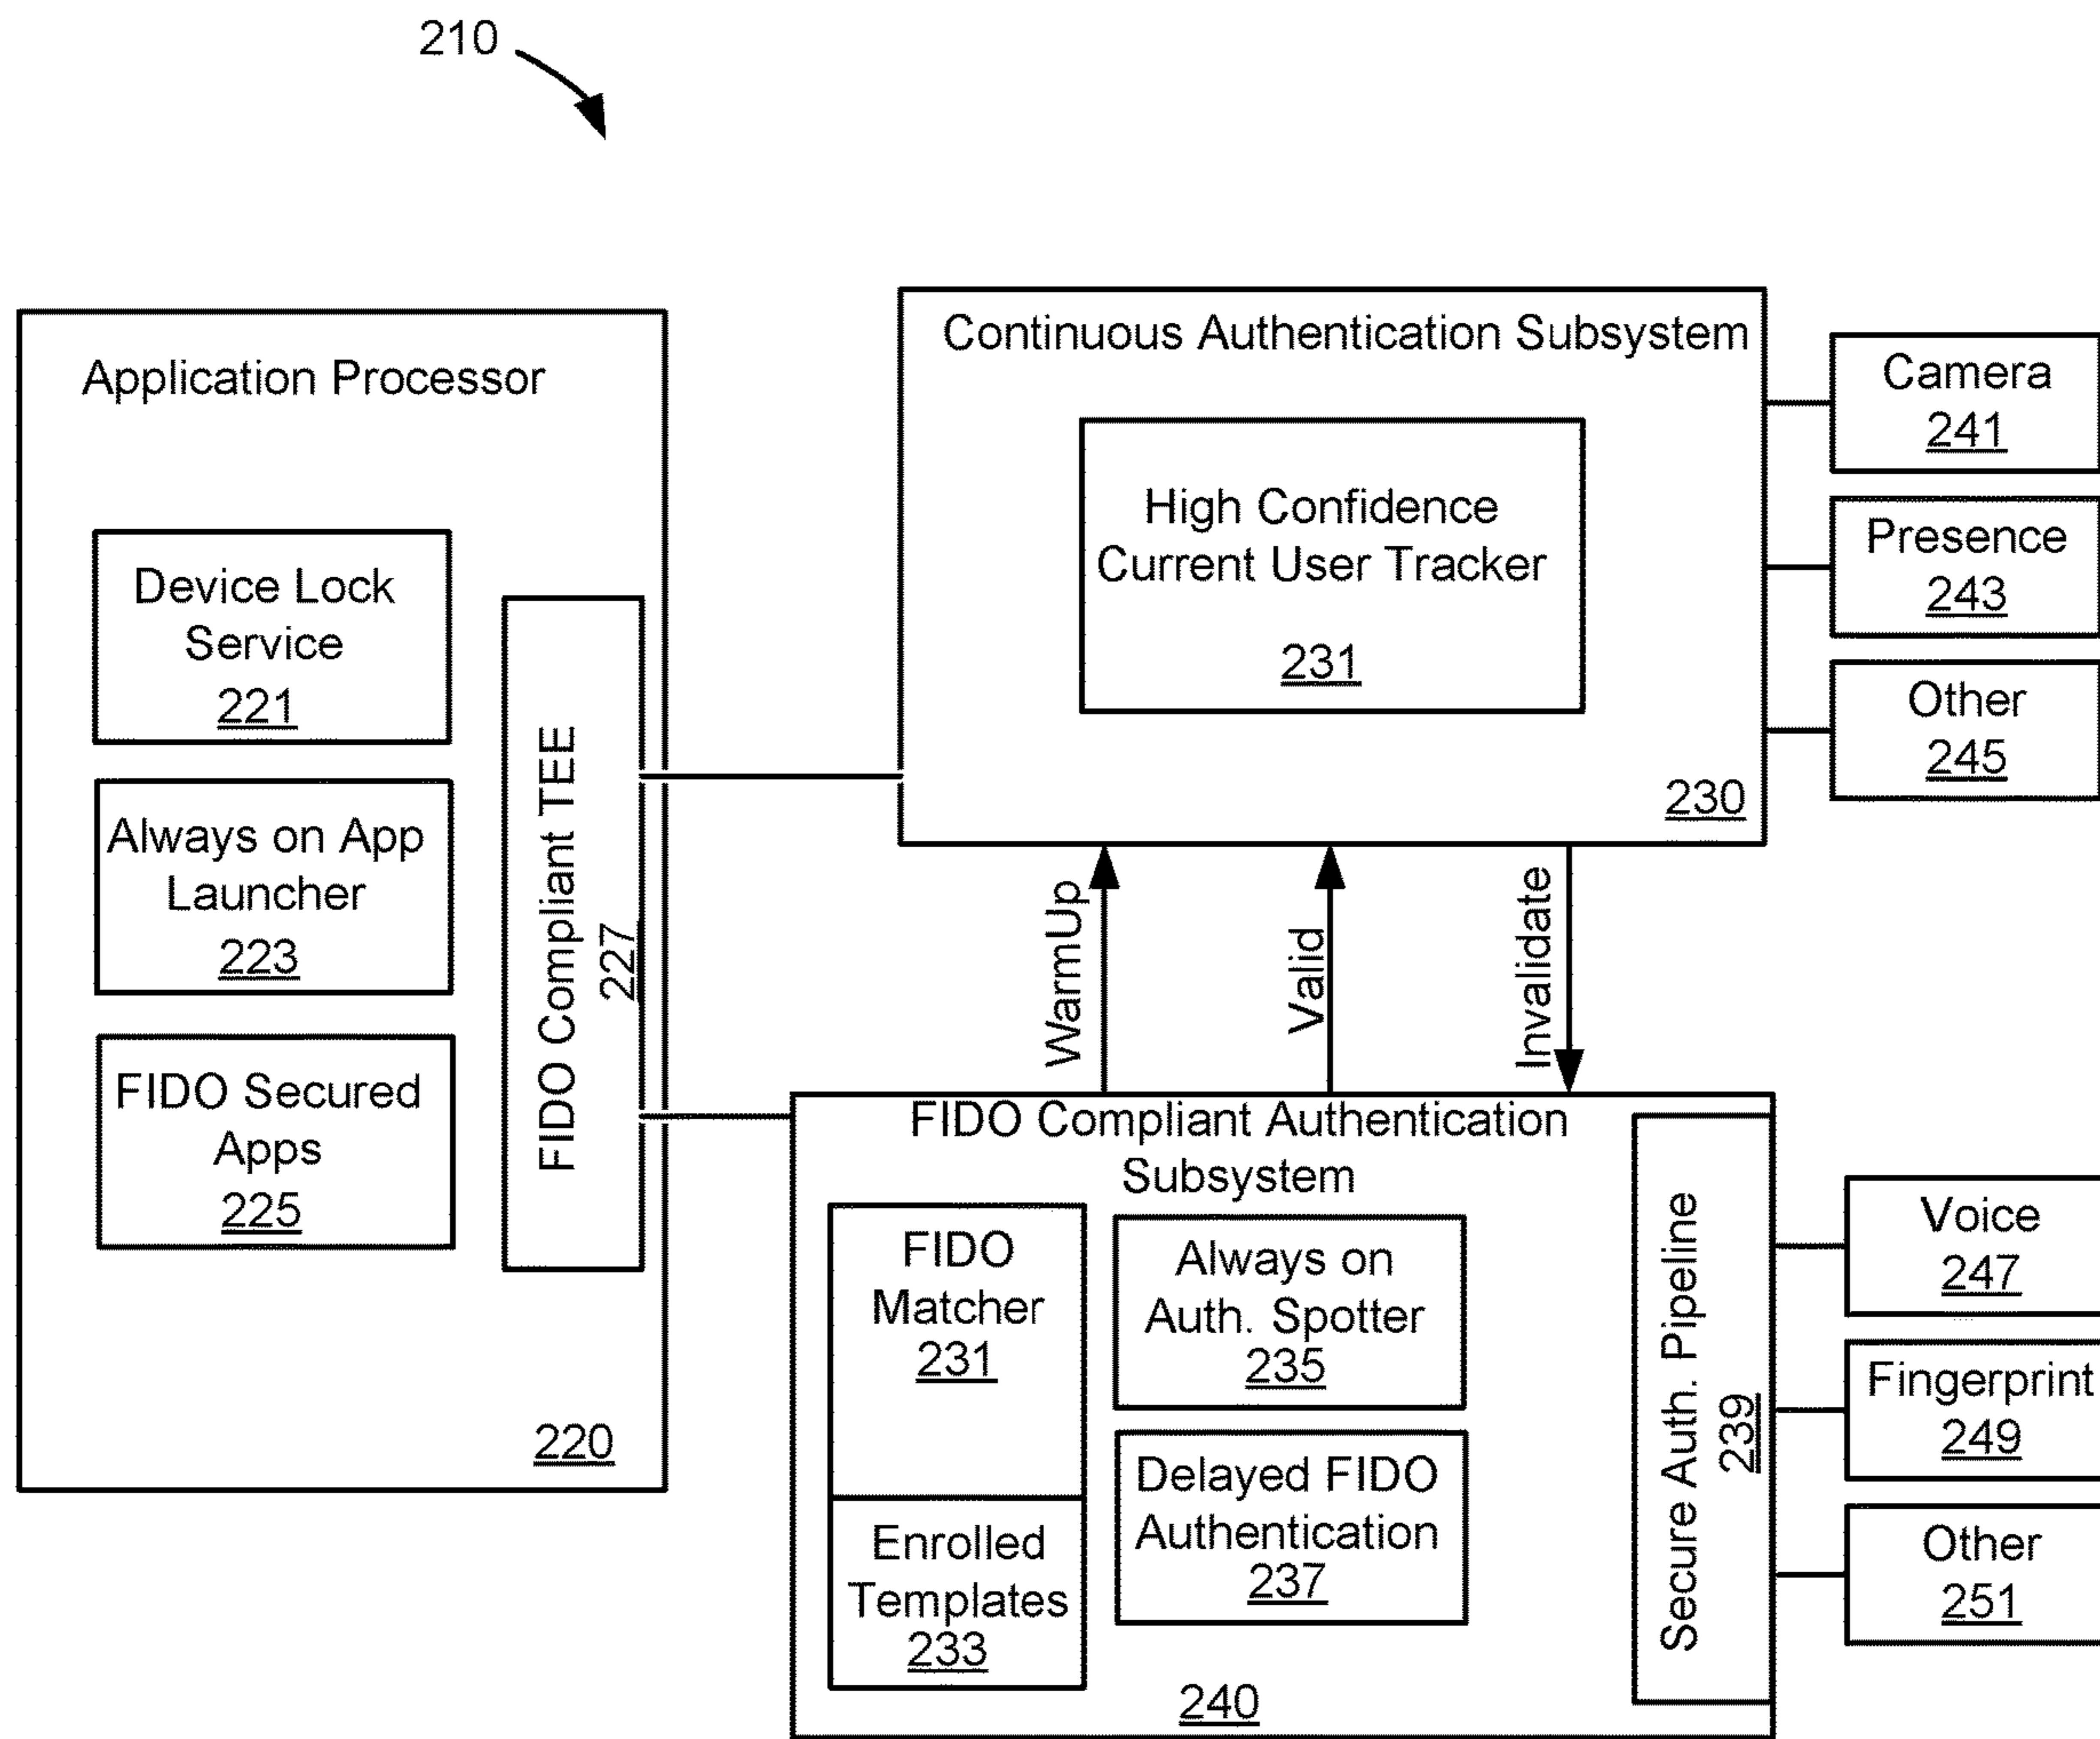 210
Application Processor
Device Lock
Service
221
Always on App
Launcher
223
FIDO Secured
Apps
225
FIDO Compliant TEE
227
220
Continuous Authentication Subsystem
High Confidence
Current User Tracker
231
230
Camera
241
Presence
243
Other
245
WarmUp
Valid
Invalidate
FIDO Compliant Authentication
Subsystem
FIDO
Matcher
231
Enrolled
Templates
233
Always on
Auth. Spotter
235
Delayed FIDO
Authentication
237
Secure Auth. Pipeline
239
240
Voice
247
Fingerprint
249
Other
251